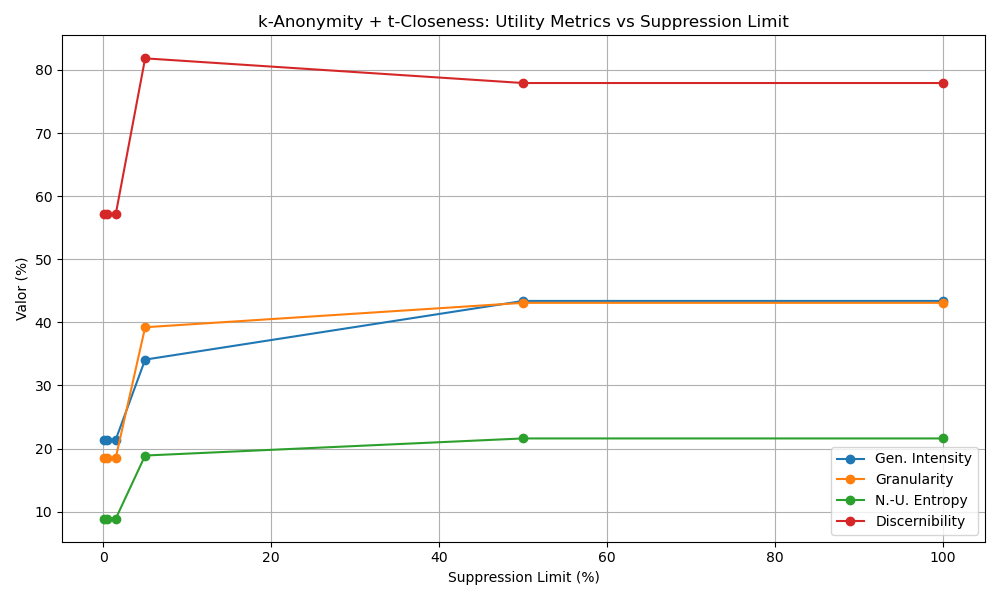 k-Anonymity + t-Closeness: Utility Metrics vs Suppression Limit
Valor (%)
80
70
60
50
40
30
20
10
0 20 40 60 80 100
Suppression Limit (%)
Gen. Intensity
Granularity
N.-U. Entropy
Discernibility